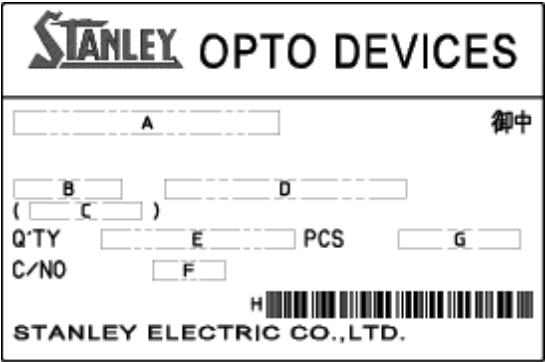 STANLEY OPTO DEVICES
A 御中
B D
( C )
Q'TY E PCS G
C/NO F
H
STANLEY ELECTRIC CO.,LTD.